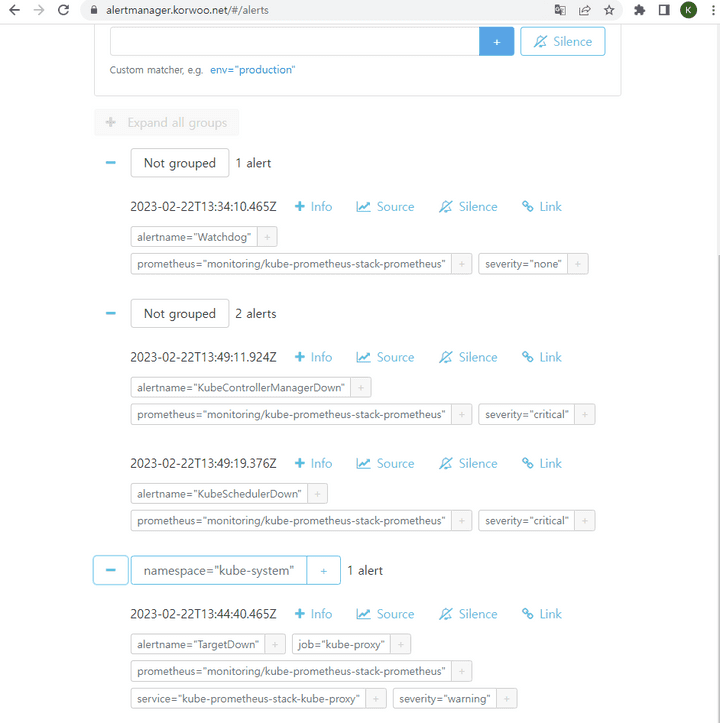 alertmanager.korwoo.net/#/alerts
K
+
Silence
Custom matcher, e.g. env="production"
+ Expand all groups
− Not grouped 1 alert
2023-02-22T13:34:10.465Z + Info Source Silence Link
alertname="Watchdog" +
prometheus="monitoring/kube-prometheus-stack-prometheus" + severity="none" +
− Not grouped 2 alerts
2023-02-22T13:49:11.924Z + Info Source Silence Link
alertname="KubeControllerManagerDown" +
prometheus="monitoring/kube-prometheus-stack-prometheus" + severity="critical" +
2023-02-22T13:49:19.376Z + Info Source Silence Link
alertname="KubeSchedulerDown" +
prometheus="monitoring/kube-prometheus-stack-prometheus" + severity="critical" +
− namespace="kube-system" + 1 alert
2023-02-22T13:44:40.465Z + Info Source Silence Link
alertname="TargetDown" + job="kube-proxy" +
prometheus="monitoring/kube-prometheus-stack-prometheus" +
service="kube-prometheus-stack-kube-proxy" + severity="warning" +